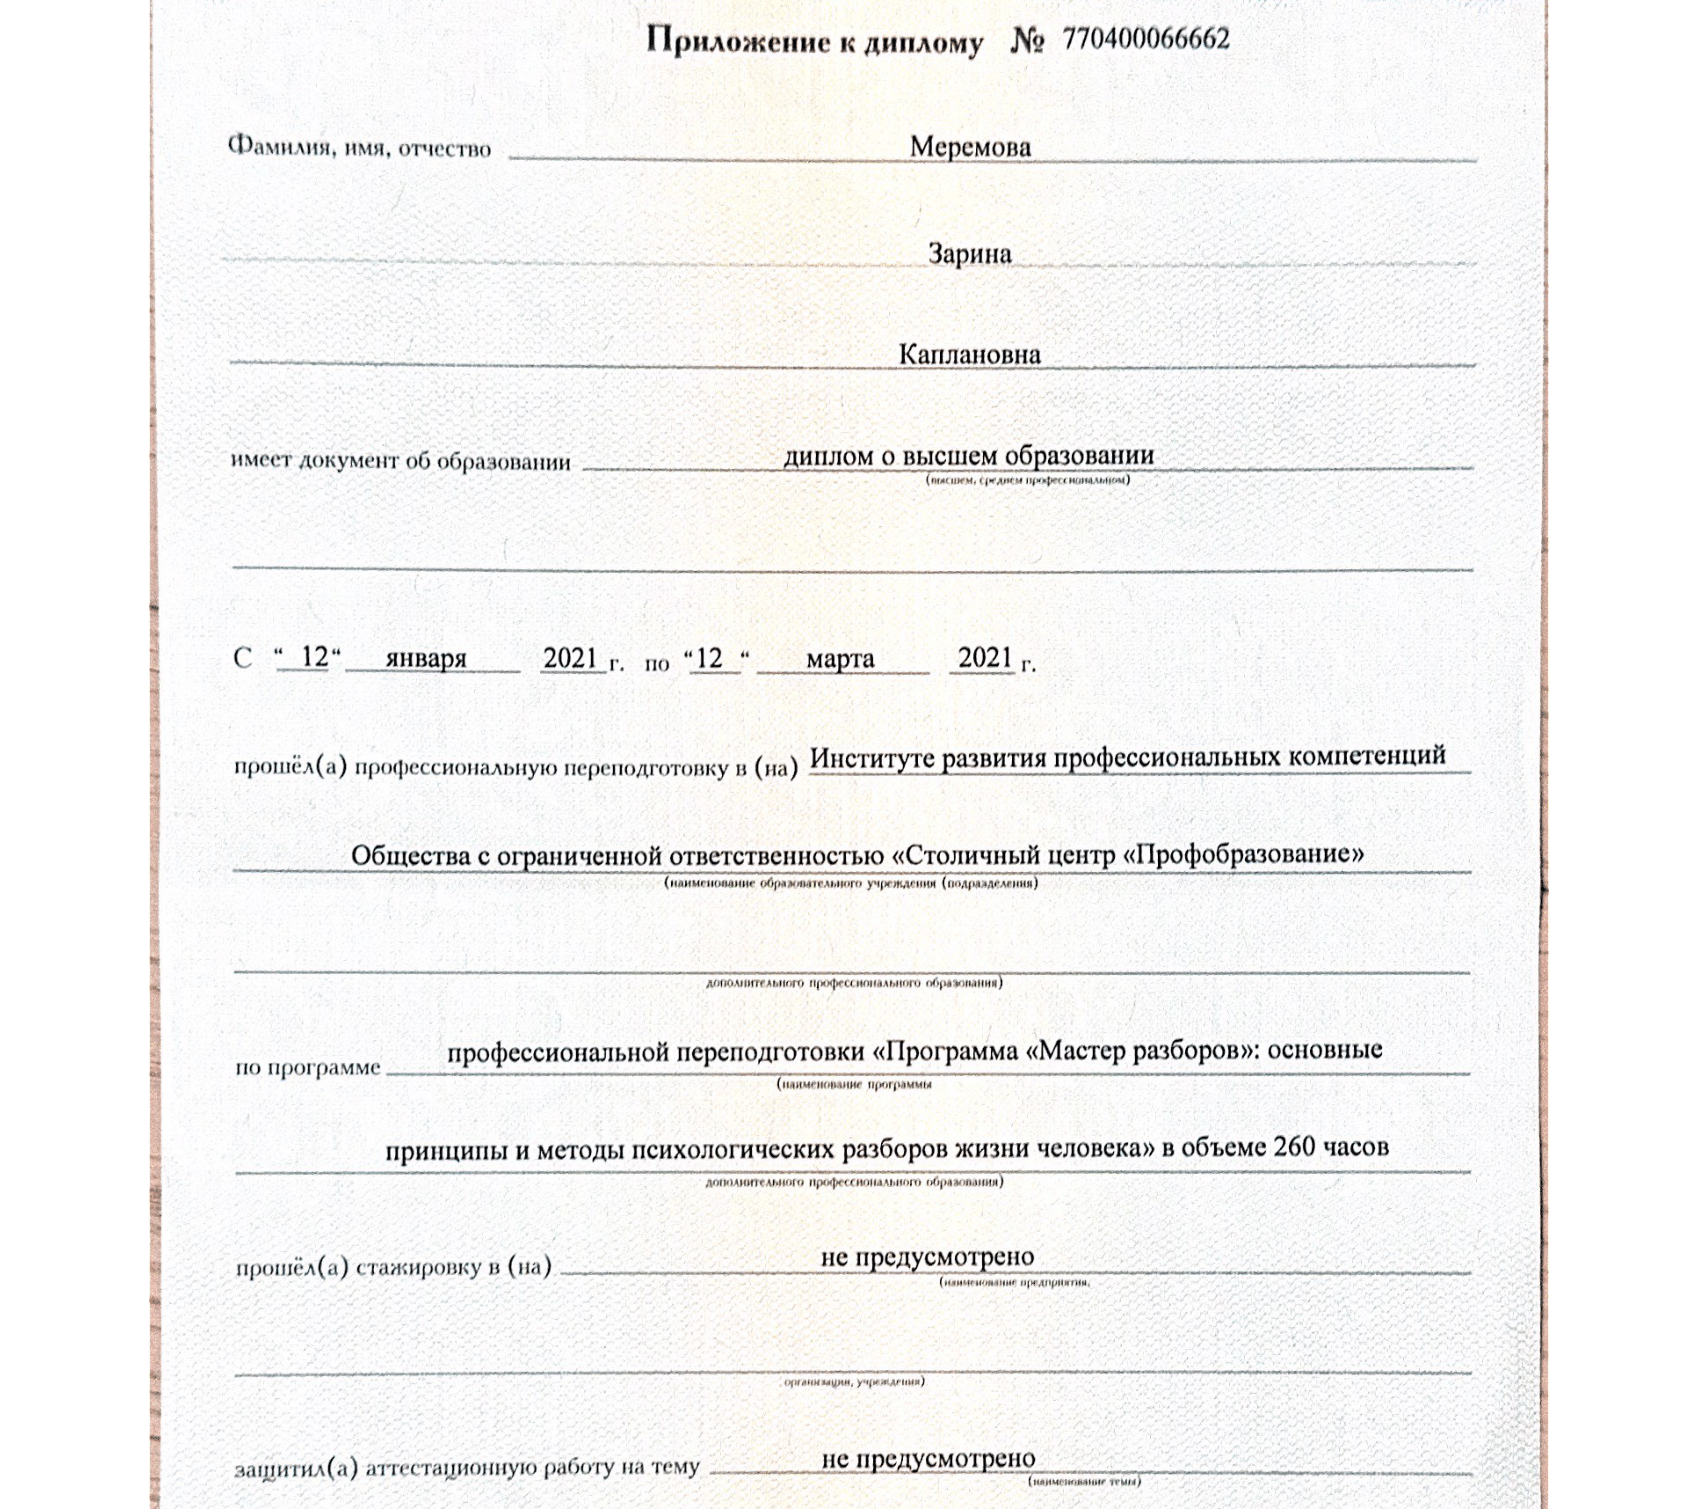 Приложение к диплому № 770400066662
Фамилия, имя, отчество Меремова
Зарина
Каплановна
имеет документ об образовании диплом о высшем образовании
(высшем, среднем профессиональном)
С “ 12“ января 2021 г. по “12 “ марта 2021 г.
прошёл(а) профессиональную переподготовку в (на) Институте развития профессиональных компетенций
Общества с ограниченной ответственностью «Столичный центр «Профобразование»
(наименование образовательного учреждения (подразделения)
дополнительного профессионального образования)
по программе профессиональной переподготовки «Программа «Мастер разборов»: основные
(наименование программы
принципы и методы психологических разборов жизни человека» в объеме 260 часов
дополнительного профессионального образования)
прошёл(а) стажировку в (на) не предусмотрено
(наименование предприятия,
организации, учреждения)
защитил(а) аттестационную работу на тему не предусмотрено
(наименование темы)